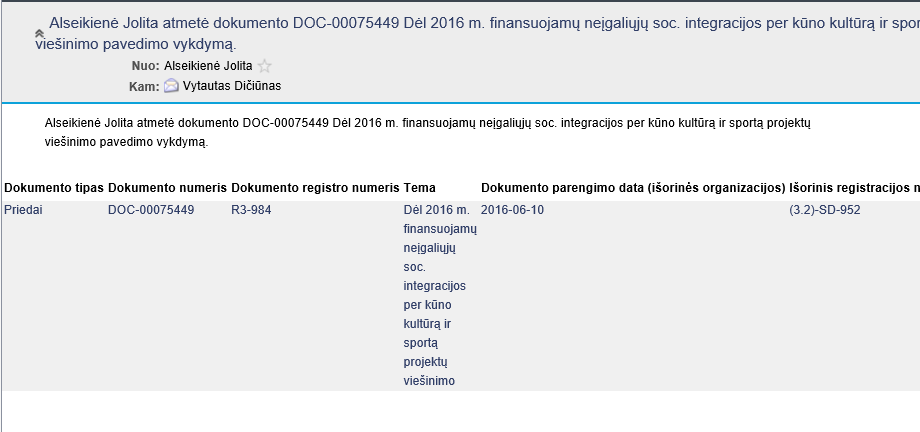 Alseikienė Jolita atmetė dokumento DOC-00075449 Dėl 2016 m. finansuojamų neįgaliųjų soc. integracijos per kūno kultūrą ir spor
viešinimo pavedimo vykdymą.
Nuo: Alseikienė Jolita
Kam: Vytautas Dičiūnas
Alseikienė Jolita atmetė dokumento DOC-00075449 Dėl 2016 m. finansuojamų neįgaliųjų soc. integracijos per kūno kultūrą ir sportą projektų
viešinimo pavedimo vykdymą.
Dokumento tipas Dokumento numeris Dokumento registro numeris Tema Dokumento parengimo data (išorinės organizacijos) Išorinis registracijos n
Priedai DOC-00075449 R3-984 Dėl 2016 m. 2016-06-10 (3.2)-SD-952
finansuojamų
neįgaliųjų
soc.
integracijos
per kūno
kultūrą ir
sportą
projektų
viešinimo